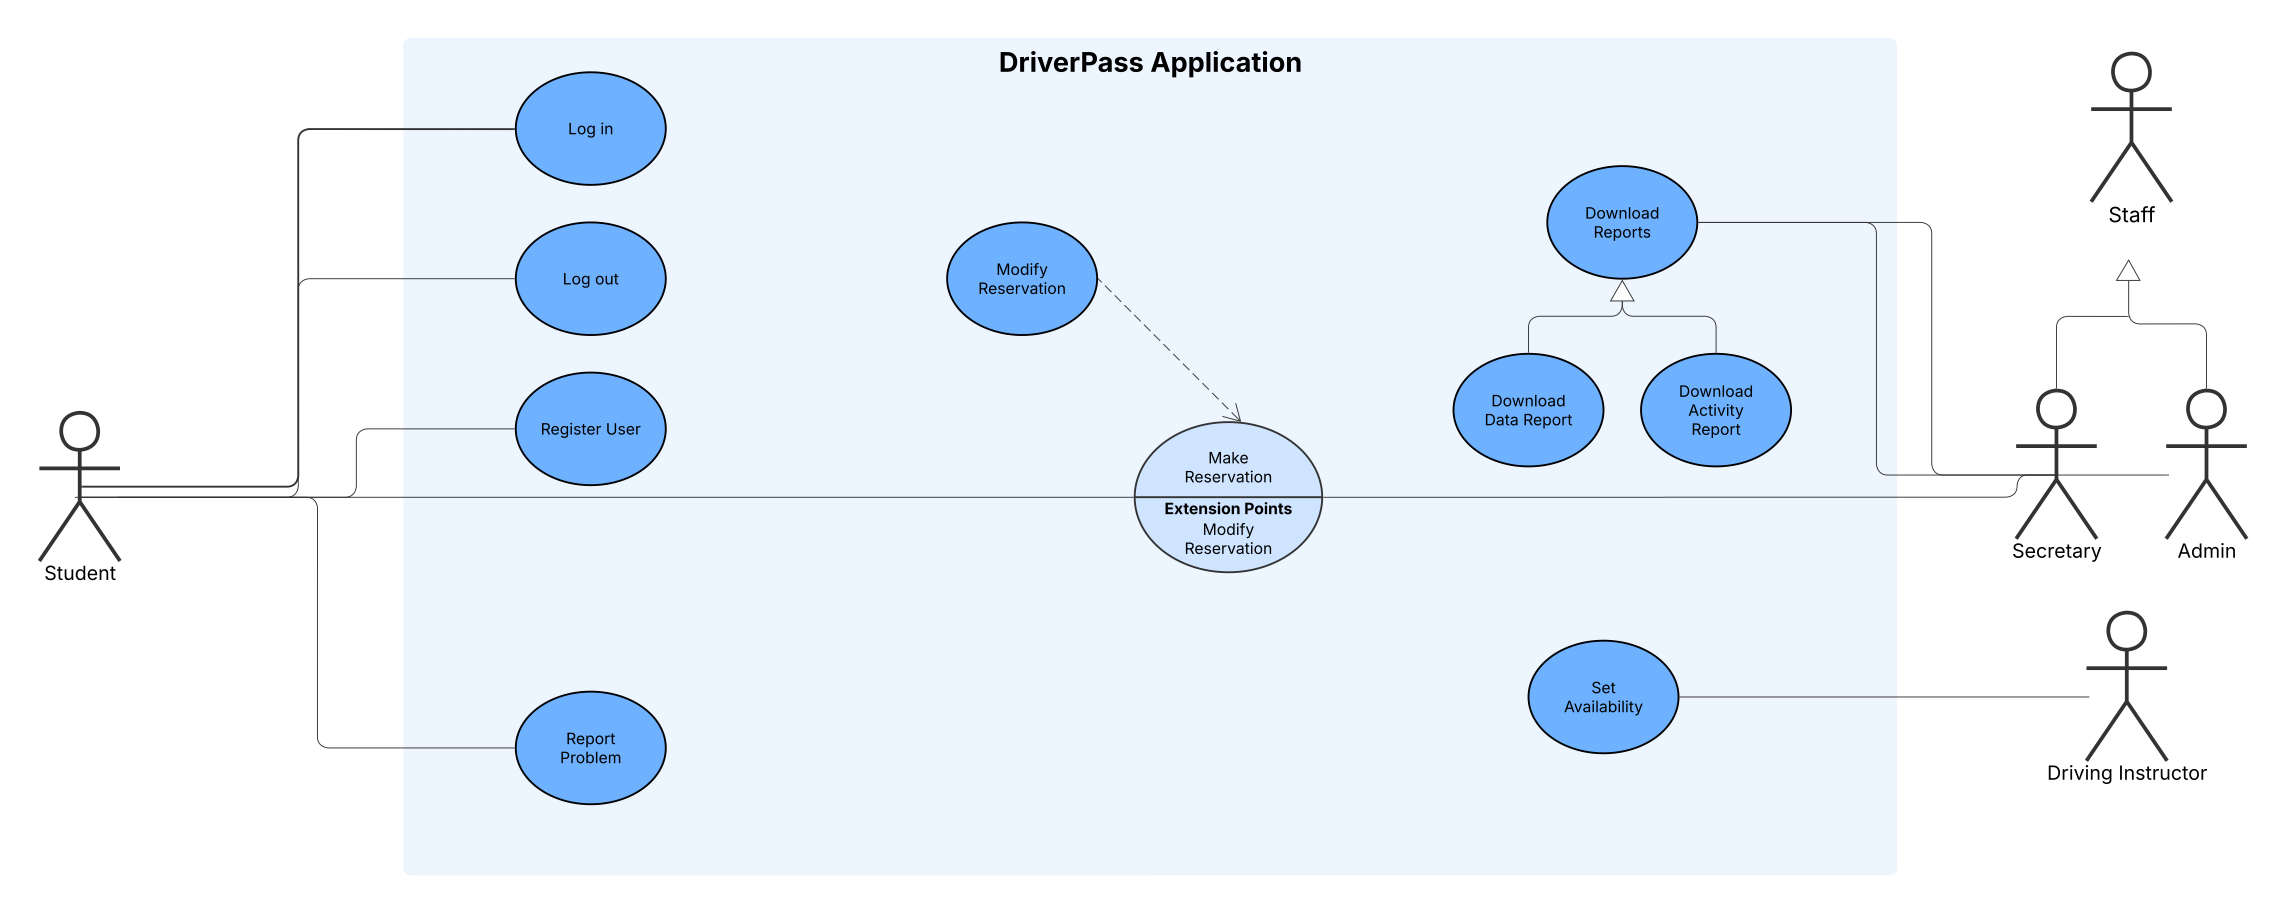 DriverPass Application
Log in
Log out
Register User
Report
Problem
Modify
Reservation
Make
Reservation
Extension Points
Modify
Reservation
Download
Reports
Download
Data Report
Download
Activity
Report
Set
Availability
Student
Staff
Secretary
Admin
Driving Instructor